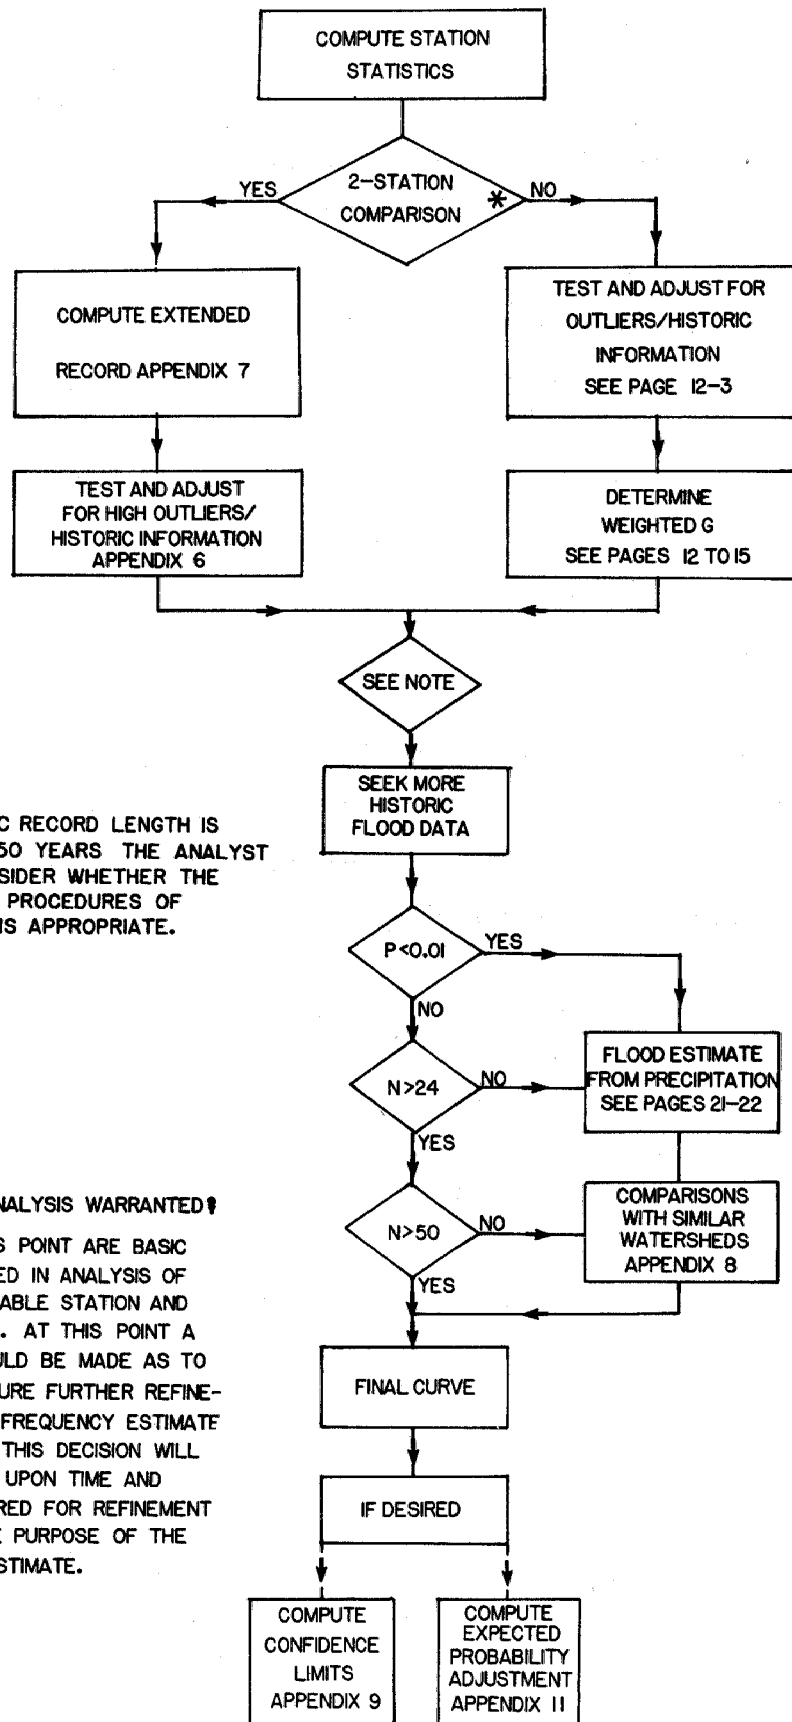 COMPUTE STATION
STATISTICS
2-STATION
COMPARISON *
YES
NO
COMPUTE EXTENDED
RECORD APPENDIX 7
TEST AND ADJUST FOR
OUTLIERS/HISTORIC
INFORMATION
SEE PAGE 12-3
TEST AND ADJUST
FOR HIGH OUTLIERS/
HISTORIC INFORMATION
APPENDIX 6
DETERMINE
WEIGHTED G
SEE PAGES 12 TO 15
SEE NOTE
SEEK MORE
HISTORIC
FLOOD DATA
C RECORD LENGTH IS
50 YEARS THE ANALYST
SIDER WHETHER THE
PROCEDURES OF
IS APPROPRIATE.
P<0.01
YES
NO
N>24
NO
YES
FLOOD ESTIMATE
FROM PRECIPITATION
SEE PAGES 21-22
N>50
NO
YES
COMPARISONS
WITH SIMILAR
WATERSHEDS
APPENDIX 8
NALYSIS WARRANTED?
S POINT ARE BASIC
ED IN ANALYSIS OF
ABLE STATION AND
. AT THIS POINT A
ULD BE MADE AS TO
URE FURTHER REFINE-
FREQUENCY ESTIMATE
THIS DECISION WILL
UPON TIME AND
RED FOR REFINEMENT
E PURPOSE OF THE
STIMATE.
FINAL CURVE
IF DESIRED
COMPUTE
CONFIDENCE
LIMITS
APPENDIX 9
COMPUTE
EXPECTED
PROBABILITY
ADJUSTMENT
APPENDIX 11